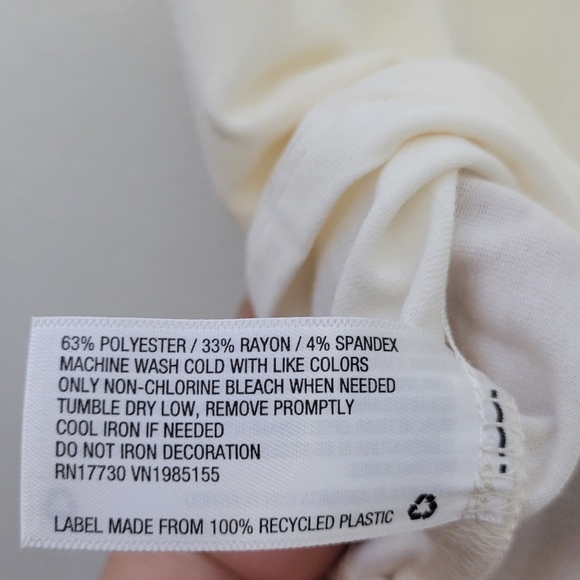 63% POLYESTER / 33% RAYON / 4% SPANDEX
MACHINE WASH COLD WITH LIKE COLORS
ONLY NON-CHLORINE BLEACH WHEN NEEDED
TUMBLE DRY LOW, REMOVE PROMPTLY
COOL IRON IF NEEDED
DO NOT IRON DECORATION
RN17730 VN1985155
LABEL MADE FROM 100% RECYCLED PLASTIC